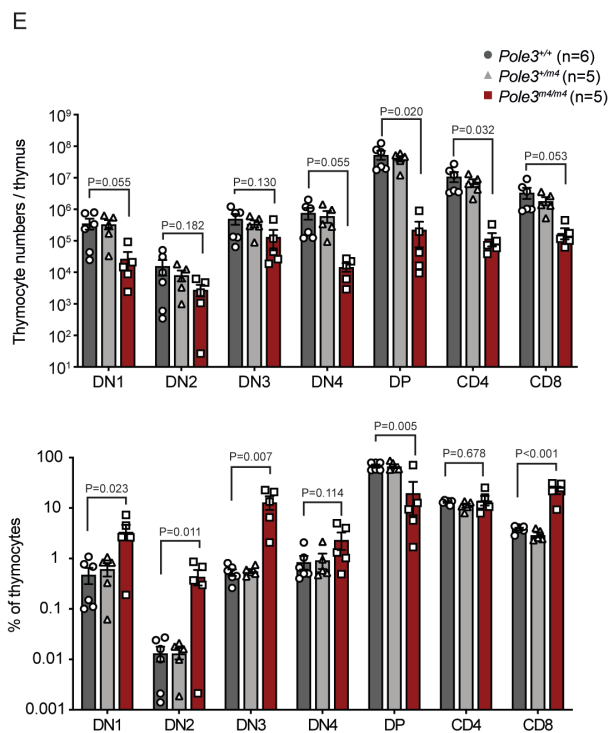 E
Pole3+/+ (n=6)
Pole3+/m4 (n=5)
Pole3m4/m4 (n=5)
Thymocyte numbers / thymus
10⁹
10⁸
10⁷
10⁶
10⁵
10⁴
10³
10²
10¹
P=0.055
P=0.182
P=0.130
P=0.055
P=0.020
P=0.032
P=0.053
DN1 DN2 DN3 DN4 DP CD4 CD8
% of thymocytes
100
10
1
0.1
0.01
0.001
P=0.023
P=0.011
P=0.007
P=0.114
P=0.005
P=0.678
P<0.001
DN1 DN2 DN3 DN4 DP CD4 CD8